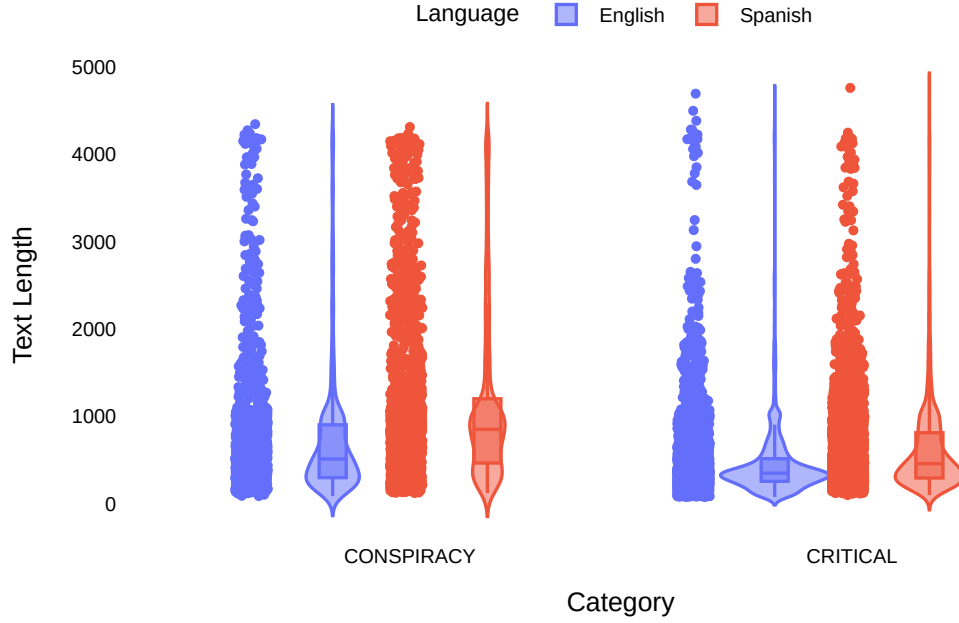 Language English Spanish
5000
4000
3000
2000
1000
0
Text Length
CONSPIRACY CRITICAL
Category